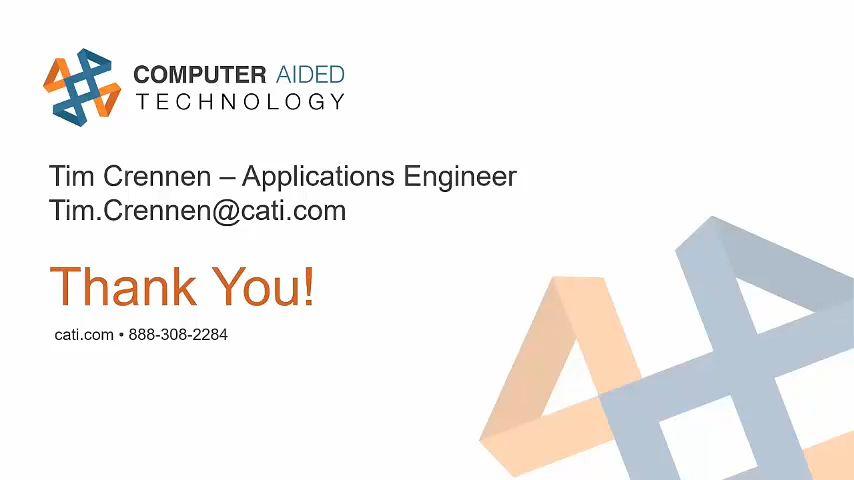 COMPUTER AIDED
TECHNOLOGY
Tim Crennen – Applications Engineer
Tim.Crennen@cati.com
Thank You!
cati.com • 888-308-2284